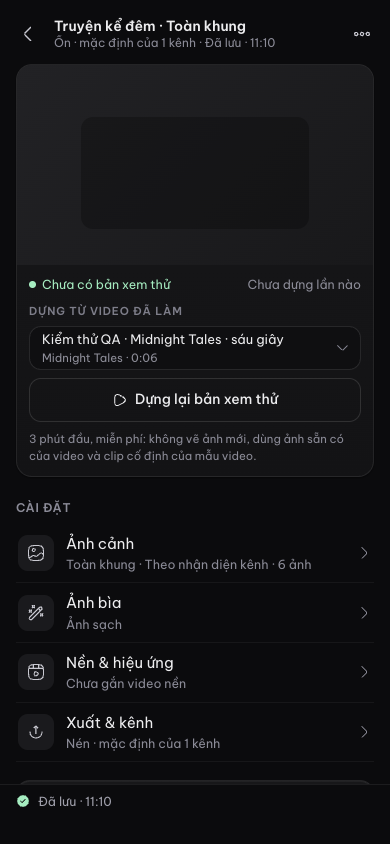 Truyện kể đêm · Toàn khung
Ổn · mặc định của 1 kênh · Đã lưu · 11:10
Chưa có bản xem thử
Chưa dựng lần nào
DỰNG TỪ VIDEO ĐÃ LÀM
Kiểm thử QA · Midnight Tales · sáu giây
Midnight Tales · 0:06
Dựng lại bản xem thử
3 phút đầu, miễn phí: không vẽ ảnh mới, dùng ảnh sẵn có
của video và clip cố định của mẫu video.
CÀI ĐẶT
Ảnh cảnh
Toàn khung · Theo nhận diện kênh · 6 ảnh
Ảnh bìa
Ảnh sạch
Nền & hiệu ứng
Chưa gắn video nền
Xuất & kênh
Nén · mặc định của 1 kênh
Đã lưu · 11:10